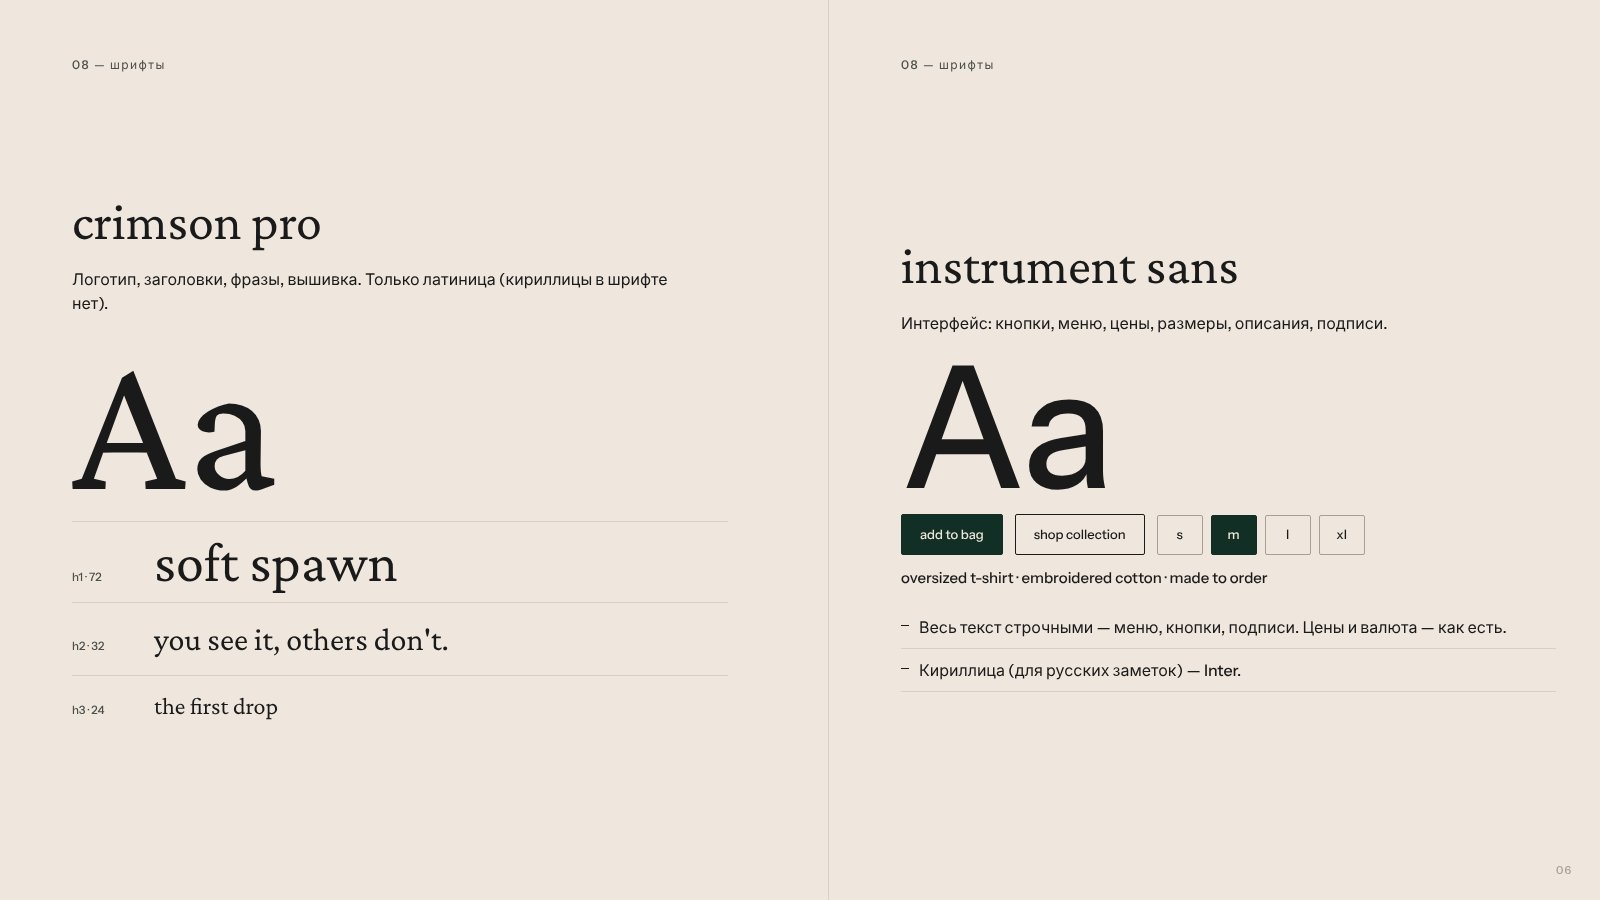 08 — шрифты
crimson pro
Логотип, заголовки, фразы, вышивка. Только латиница (кириллицы в шрифте
нет).
Aa
h1·72 soft spawn
h2·32 you see it, others don't.
h3·24 the first drop
08 — шрифты
instrument sans
Интерфейс: кнопки, меню, цены, размеры, описания, подписи.
Aa
add to bag shop collection s m l xl
oversized t-shirt · embroidered cotton · made to order
– Весь текст строчными — меню, кнопки, подписи. Цены и валюта — как есть.
– Кириллица (для русских заметок) — Inter.
06